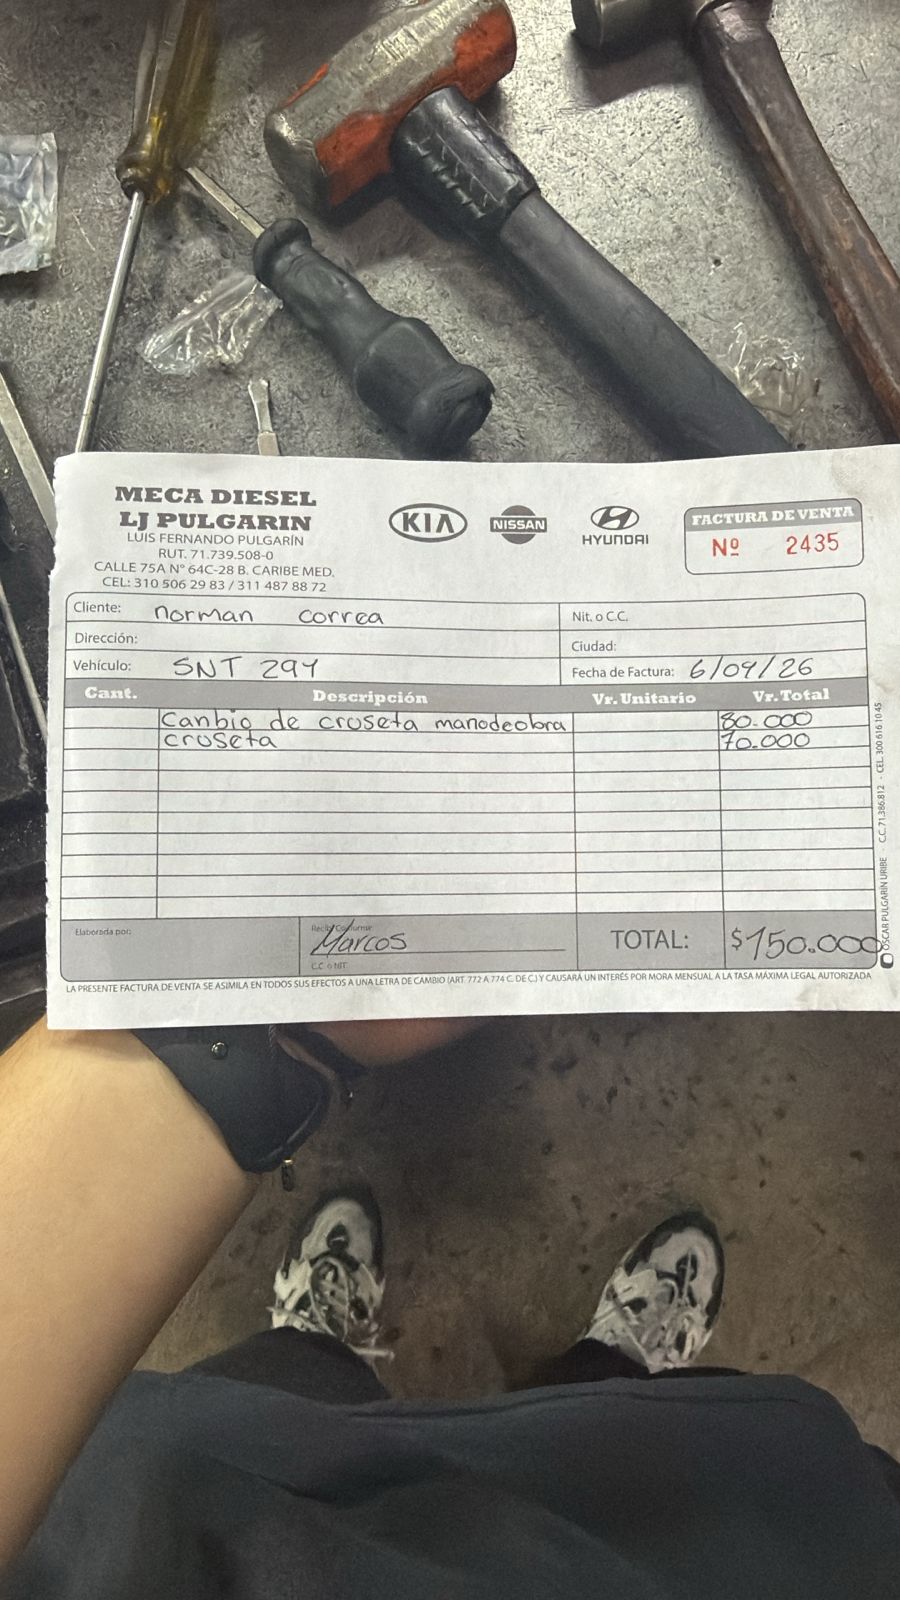 MECA DIESEL
LJ PULGARIN
LUIS FERNANDO PULGARÍN
RUT. 71.739.508-0
CALLE 75A N° 64C-28 B. CARIBE MED.
CEL: 310 506 29 83 / 311 487 88 72
KIA
NISSAN
HYUNDAI
FACTURA DE VENTA
Nº 2435
Cliente: norman correa
Nit. o C.C.
Dirección:
Ciudad:
Vehículo: SNT 294
Fecha de Factura: 6/04/26
Cant. Descripción Vr. Unitario Vr. Total
Canbio de cruseta manodeobra 80.000
cruseta 70.000
Elaborada por:
Recibí Conforme:
Marcos
C.C. o NIT
TOTAL: $150.000
LA PRESENTE FACTURA DE VENTA SE ASIMILA EN TODOS SUS EFECTOS A UNA LETRA DE CAMBIO (ART. 772 A 774 C. DE C.) Y CAUSARÁ UN INTERÉS POR MORA MENSUAL A LA TASA MÁXIMA LEGAL AUTORIZADA
OSCAR PULGARIN URIBE - C.C. 71.386.812 - CEL. 300 616 10 45